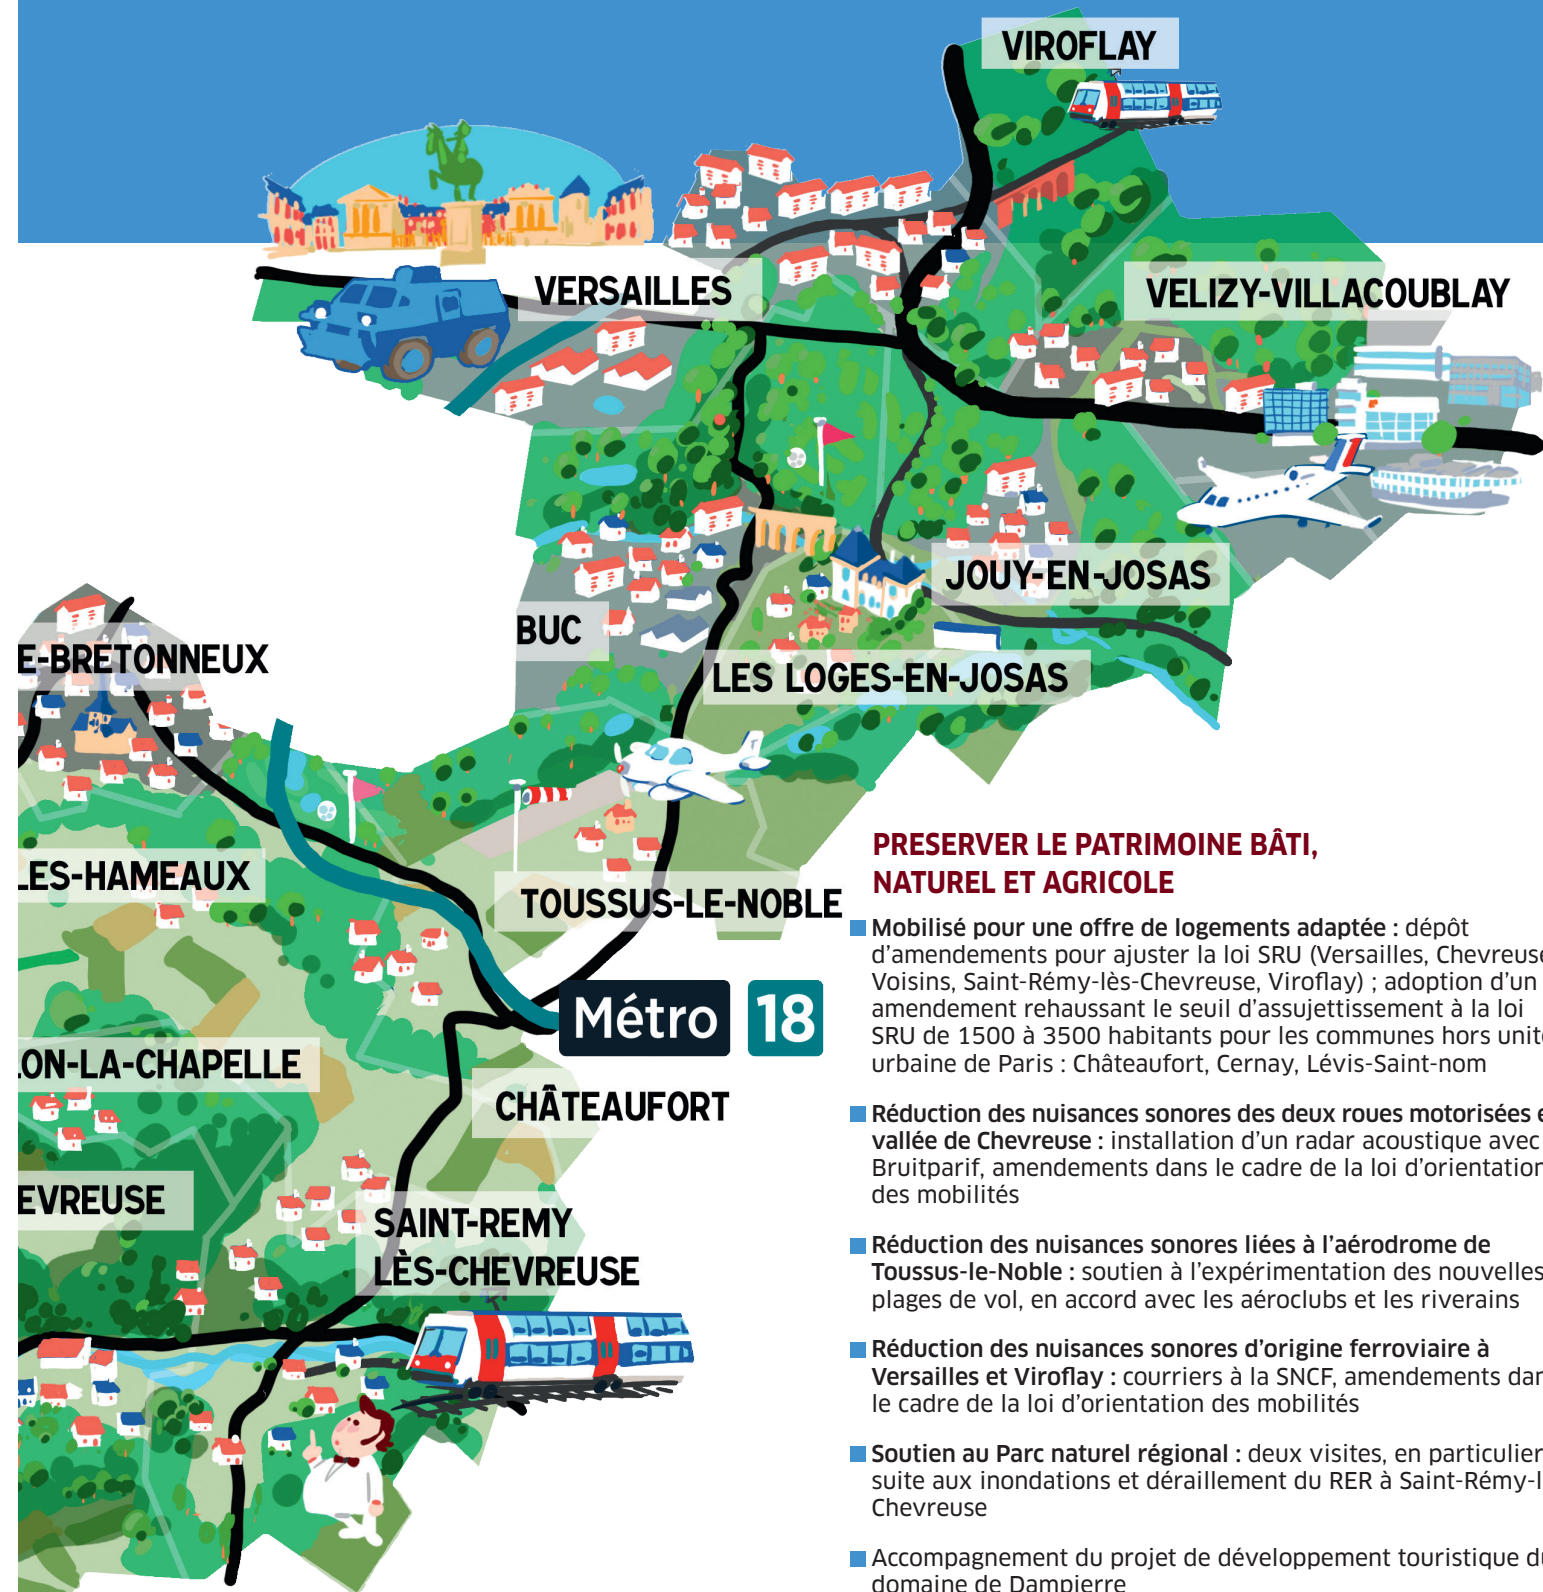 VIROFLAY
VERSAILLES
VELIZY-VILLACOUBLAY
JOUY-EN-JOSAS
BUC
E-BRETONNEUX
LES LOGES-EN-JOSAS
LES-HAMEAUX
TOUSSUS-LE-NOBLE
Métro 18
ON-LA-CHAPELLE
CHÂTEAUFORT
EVREUSE
SAINT-REMY
LÈS-CHEVREUSE
PRESERVER LE PATRIMOINE BÂTI,
NATUREL ET AGRICOLE
Mobilisé pour une offre de logements adaptée : dépôt
d'amendements pour ajuster la loi SRU (Versailles, Chevreuse
Voisins, Saint-Rémy-lès-Chevreuse, Viroflay) ; adoption d'un
amendement rehaussant le seuil d'assujettissement à la loi
SRU de 1500 à 3500 habitants pour les communes hors unité
urbaine de Paris : Châteaufort, Cernay, Lévis-Saint-nom
Réduction des nuisances sonores des deux roues motorisées e
vallée de Chevreuse : installation d'un radar acoustique avec
Bruitparif, amendements dans le cadre de la loi d'orientation
des mobilités
Réduction des nuisances sonores liées à l'aérodrome de
Toussus-le-Noble : soutien à l'expérimentation des nouvelles
plages de vol, en accord avec les aéroclubs et les riverains
Réduction des nuisances sonores d'origine ferroviaire à
Versailles et Viroflay : courriers à la SNCF, amendements dan
le cadre de la loi d'orientation des mobilités
Soutien au Parc naturel régional : deux visites, en particulier
suite aux inondations et déraillement du RER à Saint-Rémy-l
Chevreuse
Accompagnement du projet de développement touristique du
domaine de Dampierre